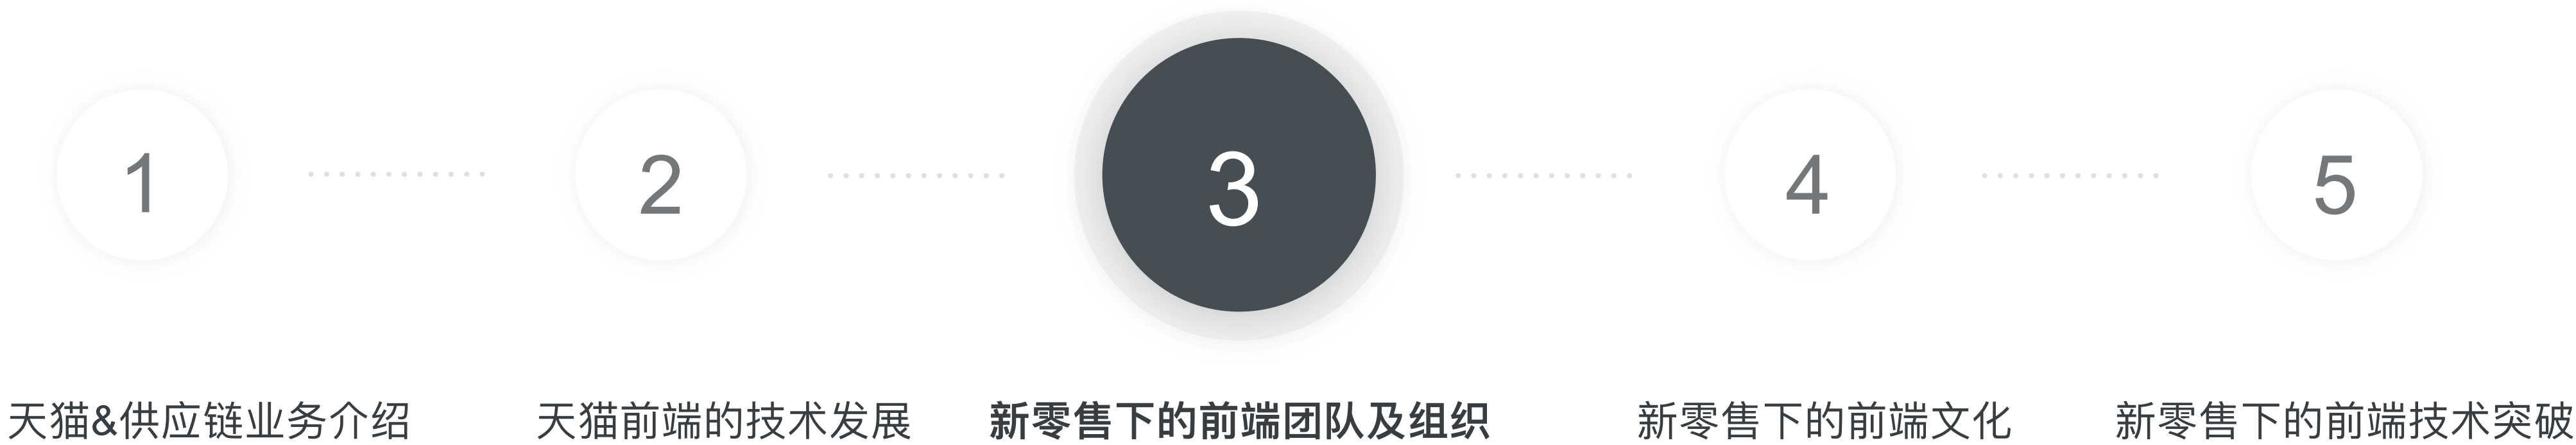 1
2
3
4
5
天猫&供应链业务介绍
天猫前端的技术发展
新零售下的前端团队及组织
新零售下的前端文化
新零售下的前端技术突破